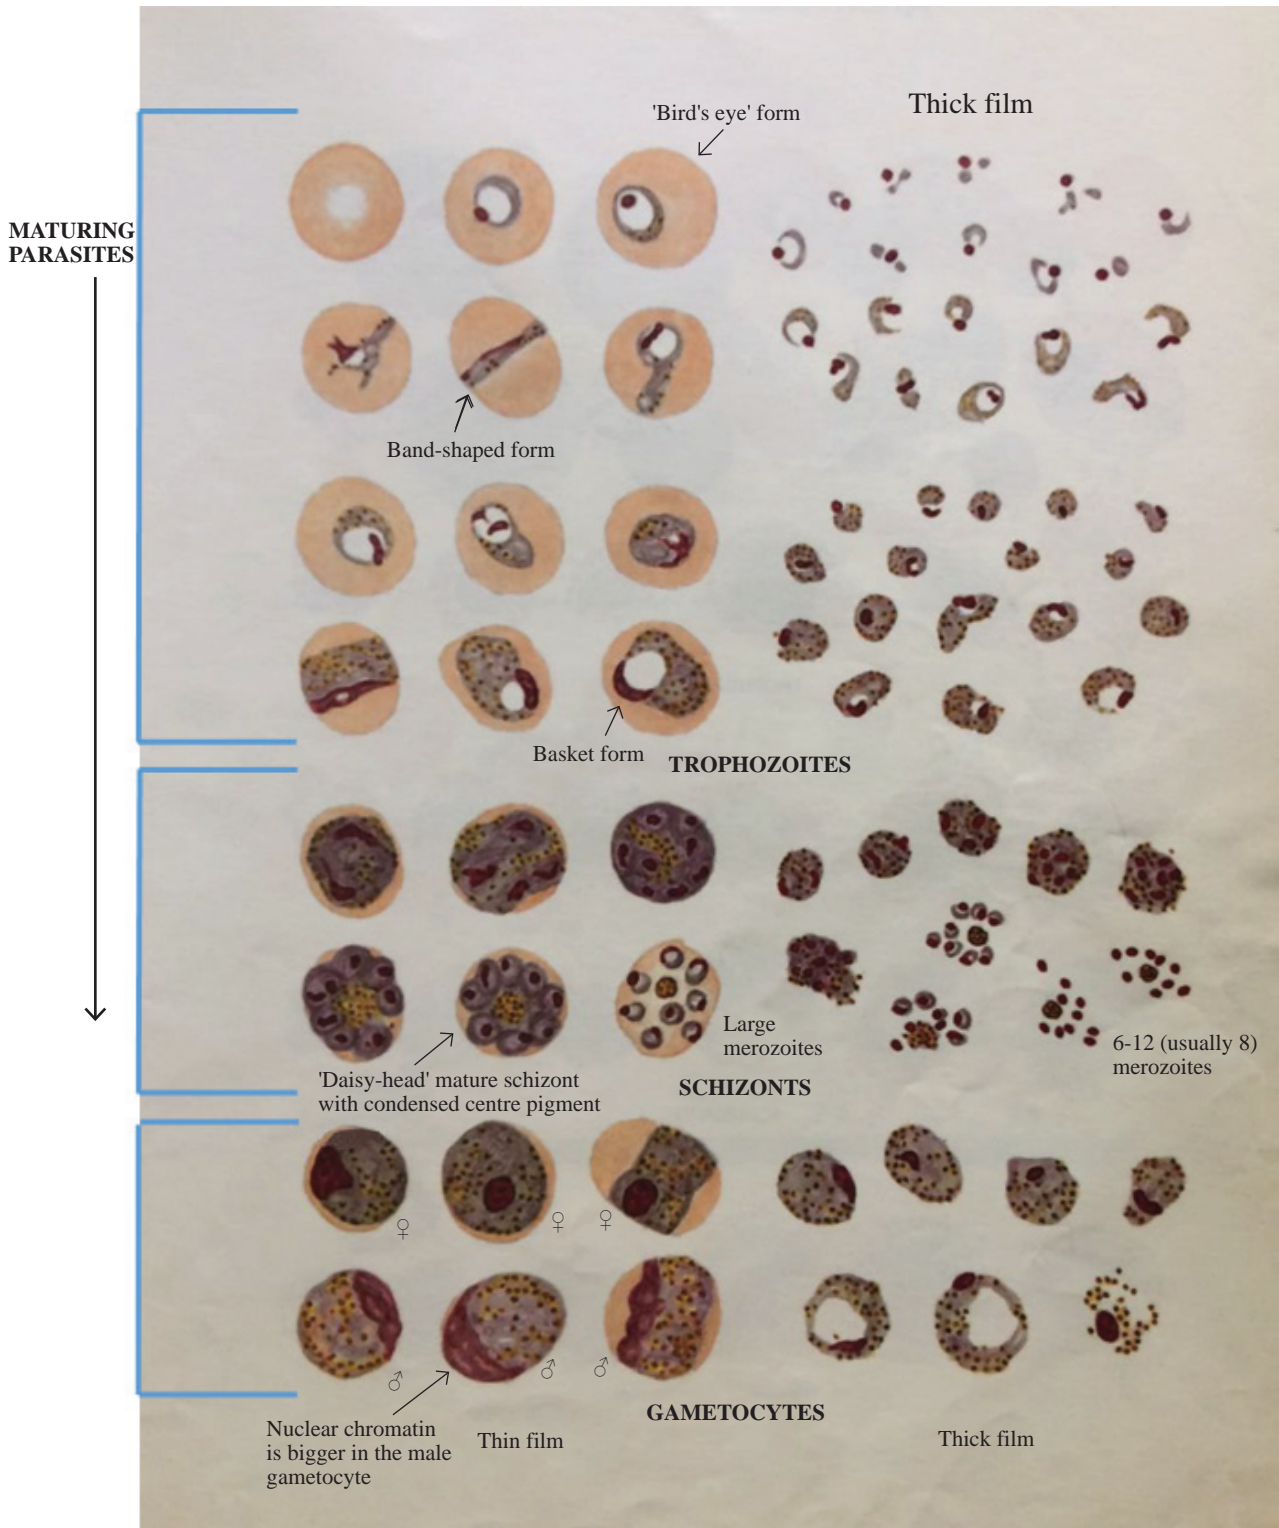 Thick film
'Bird's eye' form
MATURING
PARASITES
Band-shaped form
Basket form
TROPHOZOITES
Large
merozoites
6-12 (usually 8)
merozoites
'Daisy-head' mature schizont
with condensed centre pigment
SCHIZONTS
♀
♀
♀
♂
♂
♂
GAMETOCYTES
Nuclear chromatin
is bigger in the male
gametocyte
Thin film
Thick film